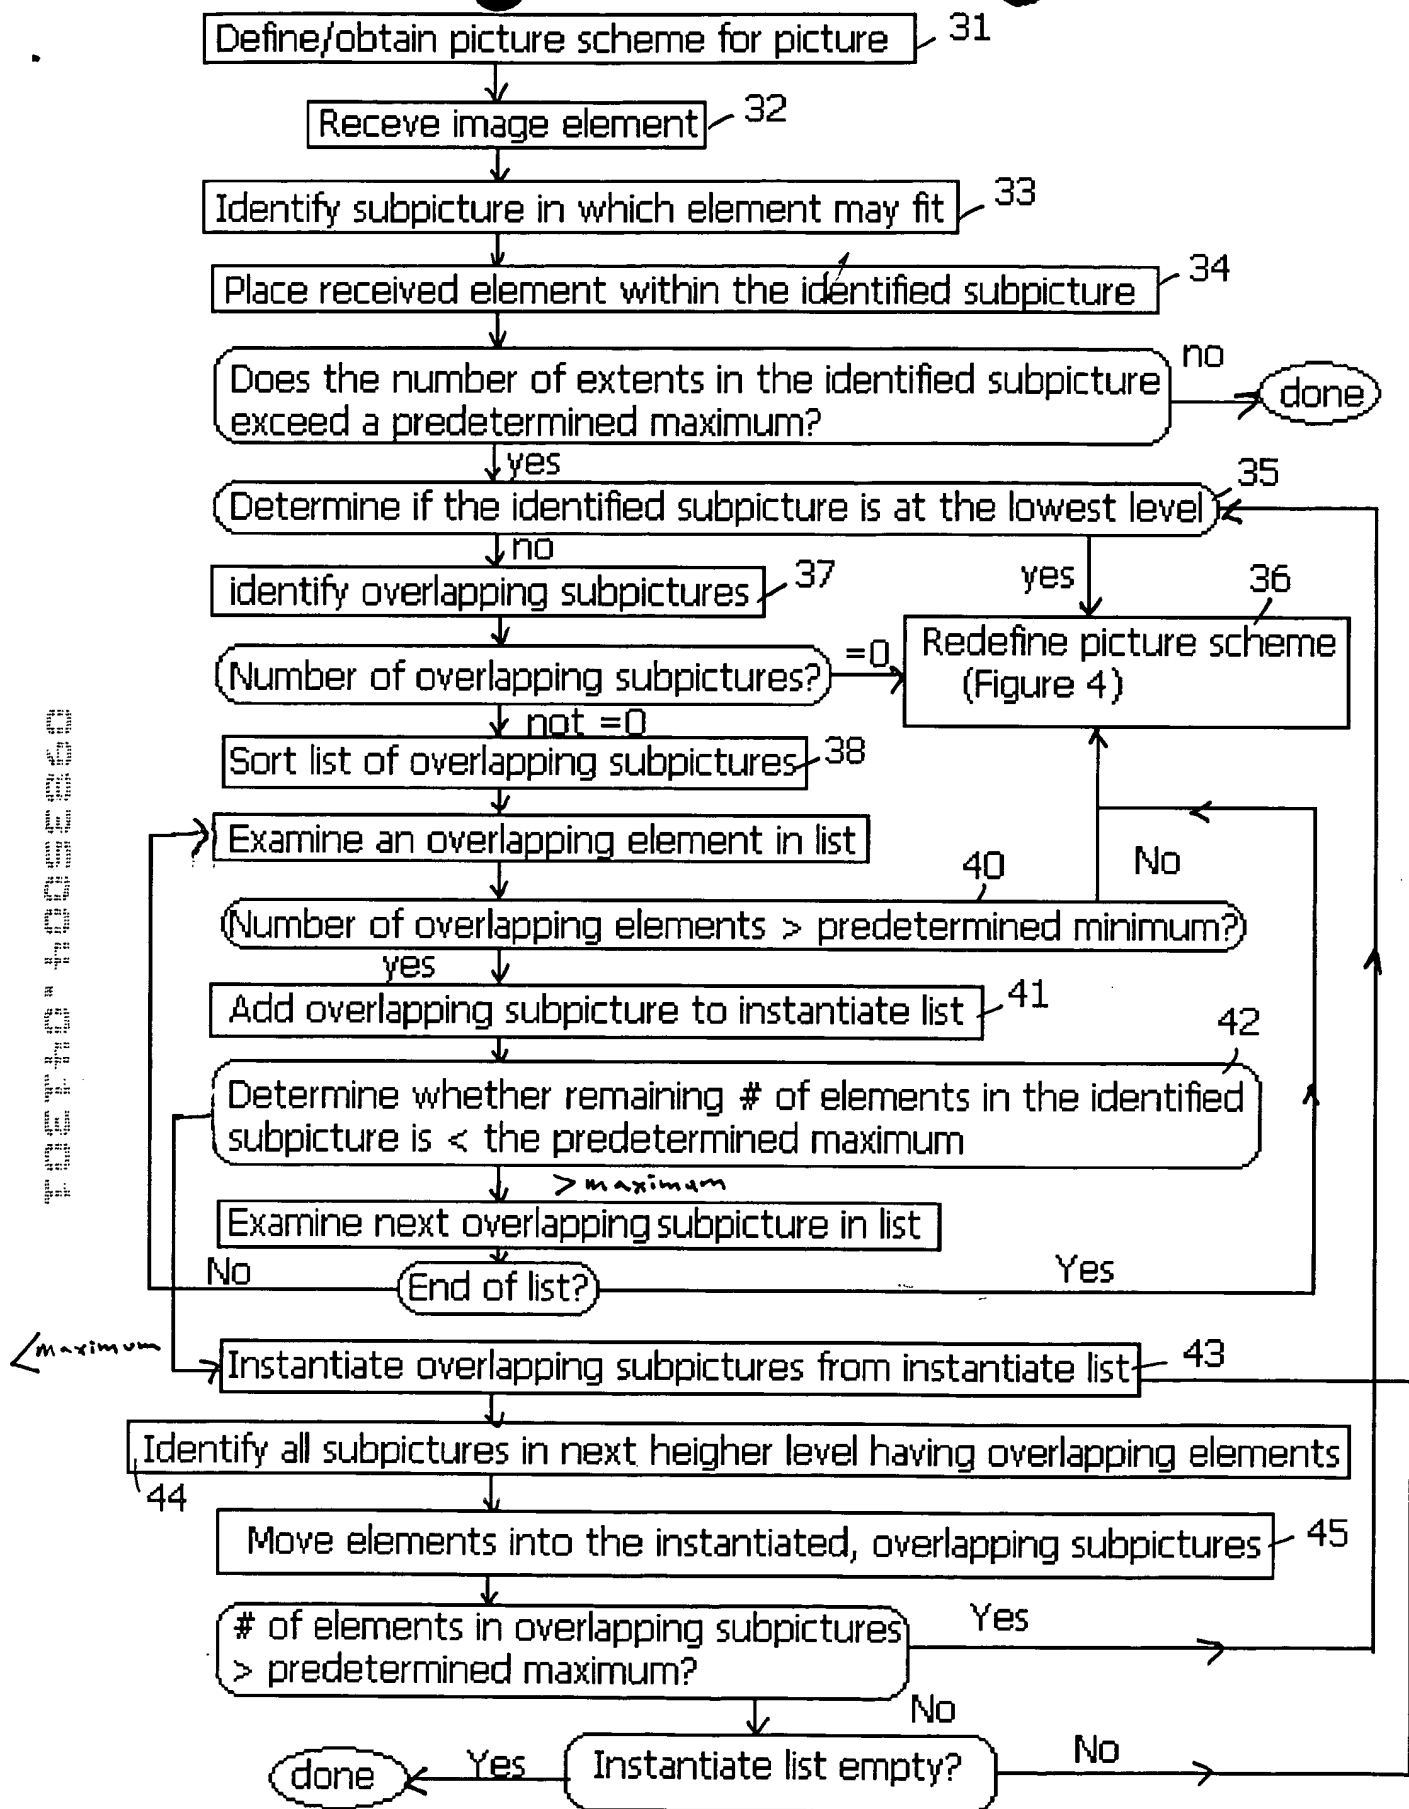 Define/obtain picture scheme for picture
31
Receve image element
32
Identify subpicture in which element may fit
33
Place received element within the identified subpicture
34
Does the number of extents in the identified subpicture
exceed a predetermined maximum?
no
done
yes
35
Determine if the identified subpicture is at the lowest level
no
identify overlapping subpictures
37
yes
36
Redefine picture scheme
(Figure 4)
Number of overlapping subpictures?
=0
not =0
Sort list of overlapping subpictures
38
Examine an overlapping element in list
No
40
Number of overlapping elements > predetermined minimum?
yes
Add overlapping subpicture to instantiate list
41
42
Determine whether remaining # of elements in the identified
subpicture is < the predetermined maximum
> maximum
Examine next overlapping subpicture in list
No
End of list?
Yes
< maximum
Instantiate overlapping subpictures from instantiate list
43
Identify all subpictures in next heigher level having overlapping elements
44
Move elements into the instantiated, overlapping subpictures
45
# of elements in overlapping subpictures
> predetermined maximum?
Yes
No
Instantiate list empty?
No
Yes
done